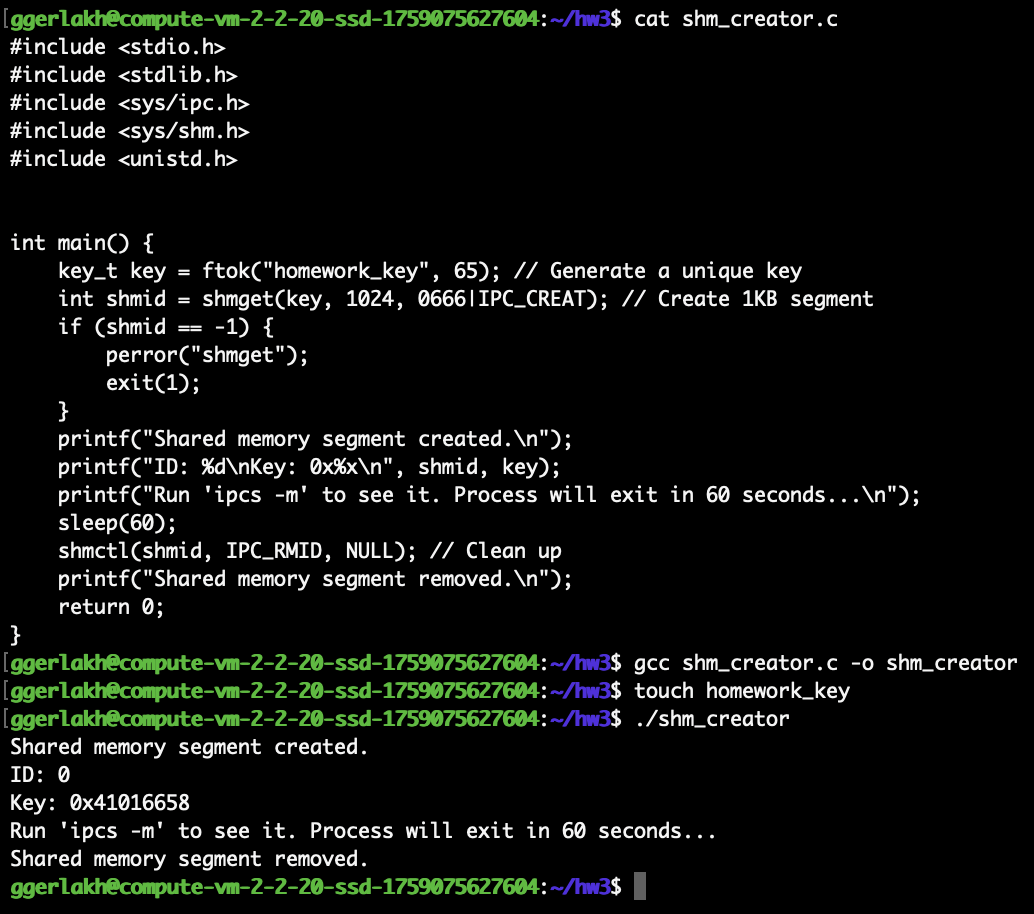 [ggerlakh@compute-vm-2-2-20-ssd-1759075627604:~/hw3$ cat shm_creator.c
#include <stdio.h>
#include <stdlib.h>
#include <sys/ipc.h>
#include <sys/shm.h>
#include <unistd.h>


int main() {
    key_t key = ftok("homework_key", 65); // Generate a unique key
    int shmid = shmget(key, 1024, 0666|IPC_CREAT); // Create 1KB segment
    if (shmid == -1) {
        perror("shmget");
        exit(1);
    }
    printf("Shared memory segment created.\n");
    printf("ID: %d\nKey: 0x%x\n", shmid, key);
    printf("Run 'ipcs -m' to see it. Process will exit in 60 seconds...\n");
    sleep(60);
    shmctl(shmid, IPC_RMID, NULL); // Clean up
    printf("Shared memory segment removed.\n");
    return 0;
}
[ggerlakh@compute-vm-2-2-20-ssd-1759075627604:~/hw3$ gcc shm_creator.c -o shm_creator
[ggerlakh@compute-vm-2-2-20-ssd-1759075627604:~/hw3$ touch homework_key
[ggerlakh@compute-vm-2-2-20-ssd-1759075627604:~/hw3$ ./shm_creator
Shared memory segment created.
ID: 0
Key: 0x41016658
Run 'ipcs -m' to see it. Process will exit in 60 seconds...
Shared memory segment removed.
ggerlakh@compute-vm-2-2-20-ssd-1759075627604:~/hw3$